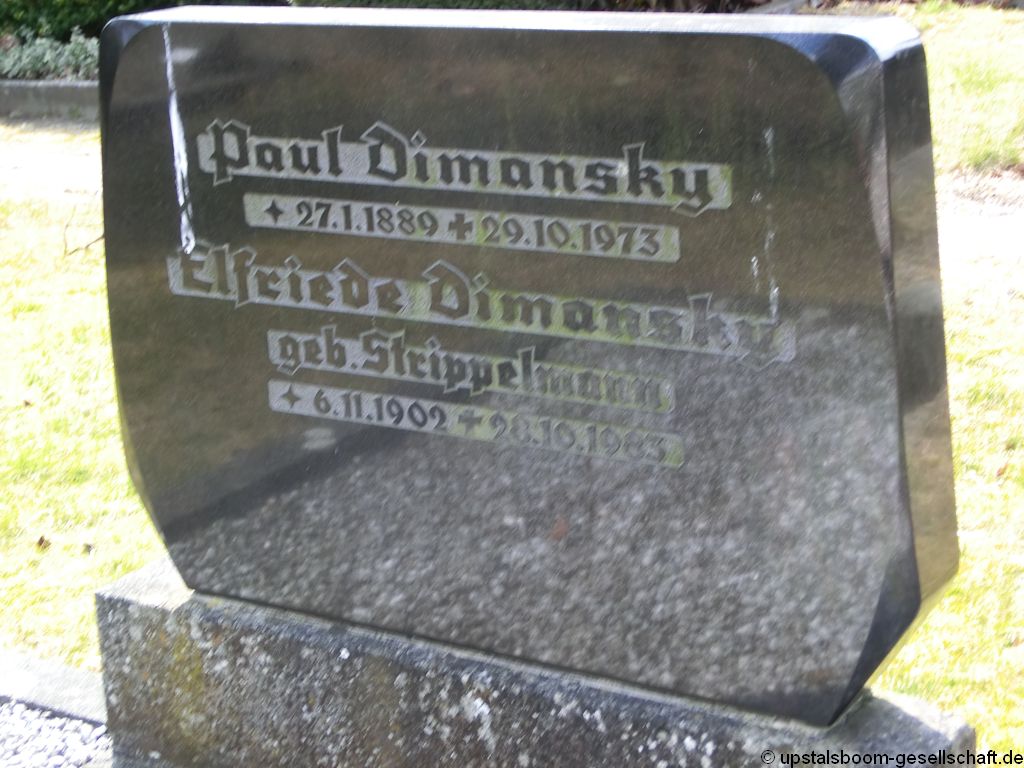 Paul Dimansky
✦ 27.1.1889 ✝ 29.10.1973
Elfriede Dimansky
geb. Strippelmann
✦ 6.11.1902 ✝ 28.10.1983
© upstalsboom-gesellschaft.de